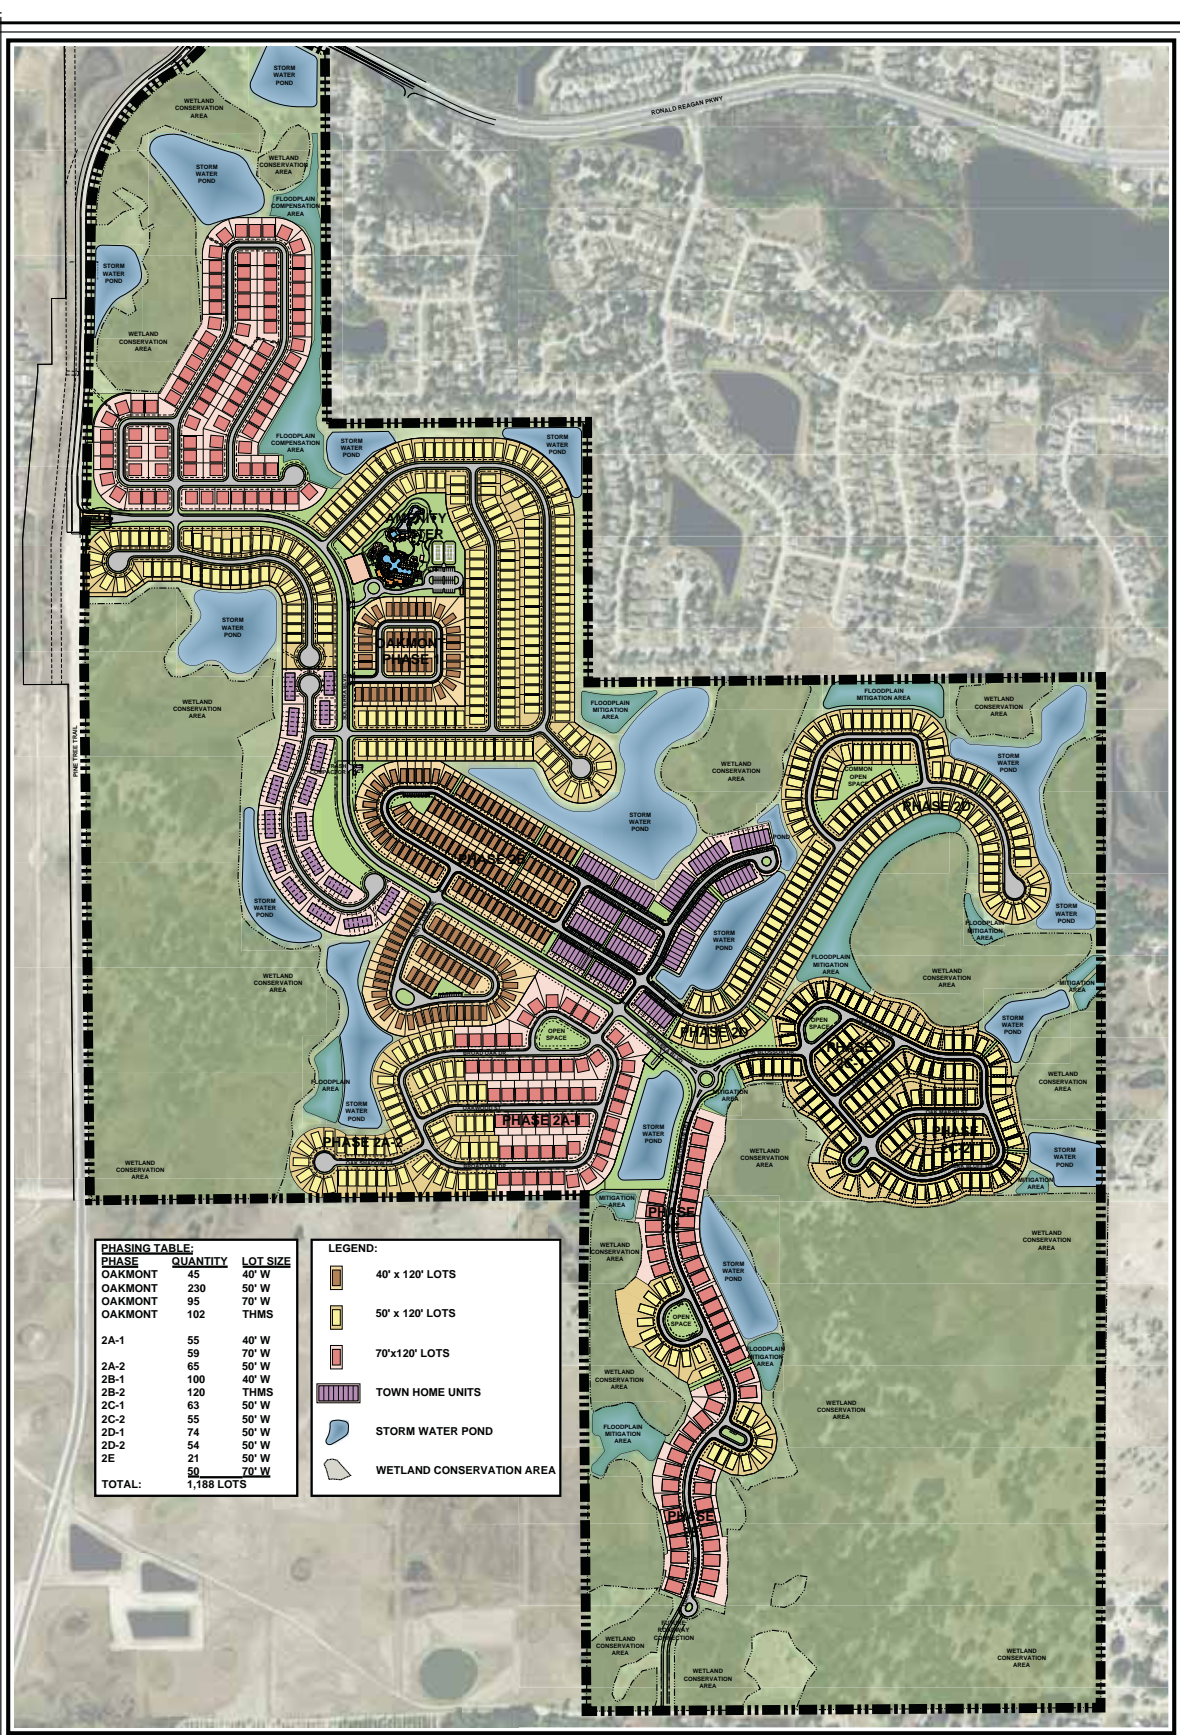 RONALD REAGAN PKWY
STORM
WATER
POND
WETLAND
CONSERVATION
AREA
STORM
WATER
POND
WETLAND
CONSERVATION
AREA
FLOODPLAIN
COMPENSATION
AREA
STORM
WATER
POND
WETLAND
CONSERVATION
AREA
FLOODPLAIN
COMPENSATION
AREA
STORM
WATER
POND
STORM
WATER
POND
AMENITY
CENTER
STORM
WATER
POND
OAKMONT
PHASE 1
WETLAND
CONSERVATION
AREA
PINE TREE TRAIL
FLOODPLAIN
MITIGATION
AREA
FLOODPLAIN
MITIGATION AREA
WETLAND
CONSERVATION
AREA
WETLAND
CONSERVATION
AREA
STORM
WATER
POND
COMMON
OPEN
SPACE
PHASE 2D
STORM
WATER
POND
POND
PHASE 2B
STORM
WATER
POND
STORM
WATER
POND
STORM
WATER
POND
FLOODPLAIN
MITIGATION
AREA
FLOODPLAIN
MITIGATION
AREA
WETLAND
CONSERVATION
AREA
MITIGATION
AREA
WETLAND
CONSERVATION
AREA
STORM
WATER
POND
OPEN
SPACE
PHASE 2D
OPEN
SPACE
PHASE
FLOODPLAIN
AREA
STORM
WATER
POND
MITIGATION
AREA
WETLAND
CONSERVATION
AREA
PHASE 2A-1
PHASE 2A-2
STORM
WATER
POND
PHASE
WETLAND
CONSERVATION
AREA
STORM
WATER
POND
MITIGATION
AREA
WETLAND
CONSERVATION
AREA
MITIGATION
AREA
PHASE
WETLAND
CONSERVATION
AREA
WETLAND
CONSERVATION
AREA
STORM
WATER
POND
OPEN
SPACE
FLOODPLAIN
MITIGATION
AREA
WETLAND
CONSERVATION
AREA
WETLAND
CONSERVATION
AREA
FLOODPLAIN
MITIGATION
AREA
PHASE
FUTURE
ROADWAY
CONNECTION
WETLAND
CONSERVATION
AREA
WETLAND
CONSERVATION
AREA
WETLAND
CONSERVATION
AREA
PHASING TABLE:
PHASE QUANTITY LOT SIZE
OAKMONT 45 40' W
OAKMONT 230 50' W
OAKMONT 95 70' W
OAKMONT 102 THMS
2A-1 55 40' W
59 70' W
2A-2 65 50' W
2B-1 100 40' W
2B-2 120 THMS
2C-1 63 50' W
2C-2 55 50' W
2D-1 74 50' W
2D-2 54 50' W
2E 21 50' W
50 70' W
TOTAL: 1,188 LOTS
LEGEND:
40' x 120' LOTS
50' x 120' LOTS
70'x120' LOTS
TOWN HOME UNITS
STORM WATER POND
WETLAND CONSERVATION AREA